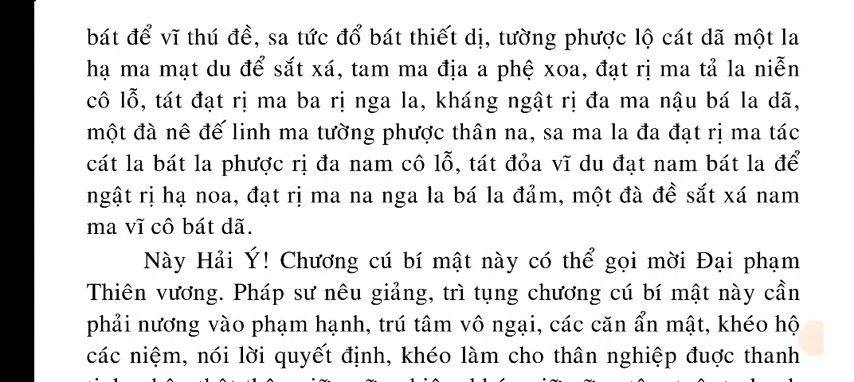 bát để vĩ thú đề, sa tức đổ bát thiết dị, tường phược lộ cát dã một la
hạ ma mạt du để sắt xá, tam ma địa a phệ xoa, đạt rị ma tả la niễn
cô lỗ, tát đạt rị ma ba rị nga la, kháng ngật rị đa ma nậu bá la dã,
một đà nê đế linh ma tường phược thân na, sa ma la đa đạt rị ma tác
cát la bát la phược rị đa nam cô lỗ, tát đỏa vĩ du đạt nam bát la để
ngật rị hạ noa, đạt rị ma na nga la bá la đảm, một đà đề sắt xá nam
ma vĩ cô bát dã.
Này Hải Ý! Chương cú bí mật này có thể gọi mời Đại phạm
Thiên vương. Pháp sư nêu giảng, trì tụng chương cú bí mật này cần
phải nương vào phạm hạnh, trú tâm vô ngại, các căn ẩn mật, khéo hộ
các niệm, nói lời quyết định, khéo làm cho thân nghiệp đuợc thanh